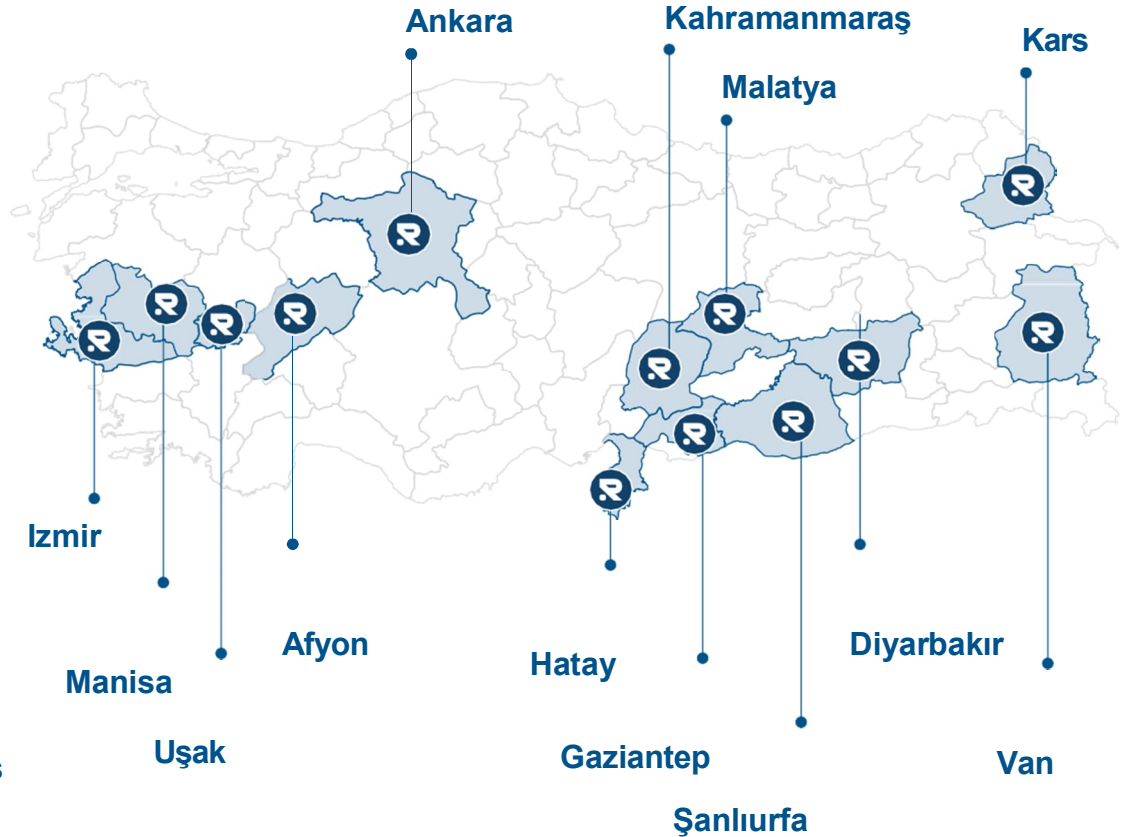 Ankara
Kahramanmaraş
Kars
Malatya
Izmir
Afyon
Hatay
Diyarbakır
Manisa
Uşak
Gaziantep
Van
Şanlıurfa